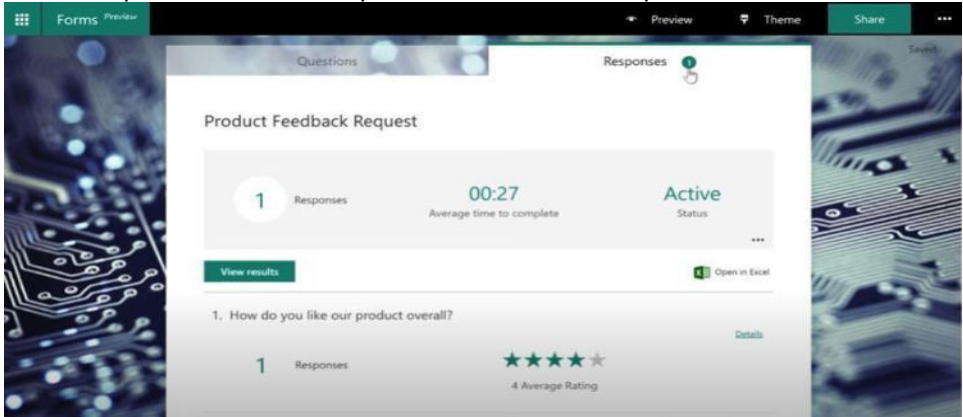 Forms Preview
Preview
Theme
Share
Saved
Questions
Responses 1
Product Feedback Request
1 Responses
00:27
Average time to complete
Active
Status
View results
Open in Excel
1. How do you like our product overall?
Details
1 Responses
4 Average Rating